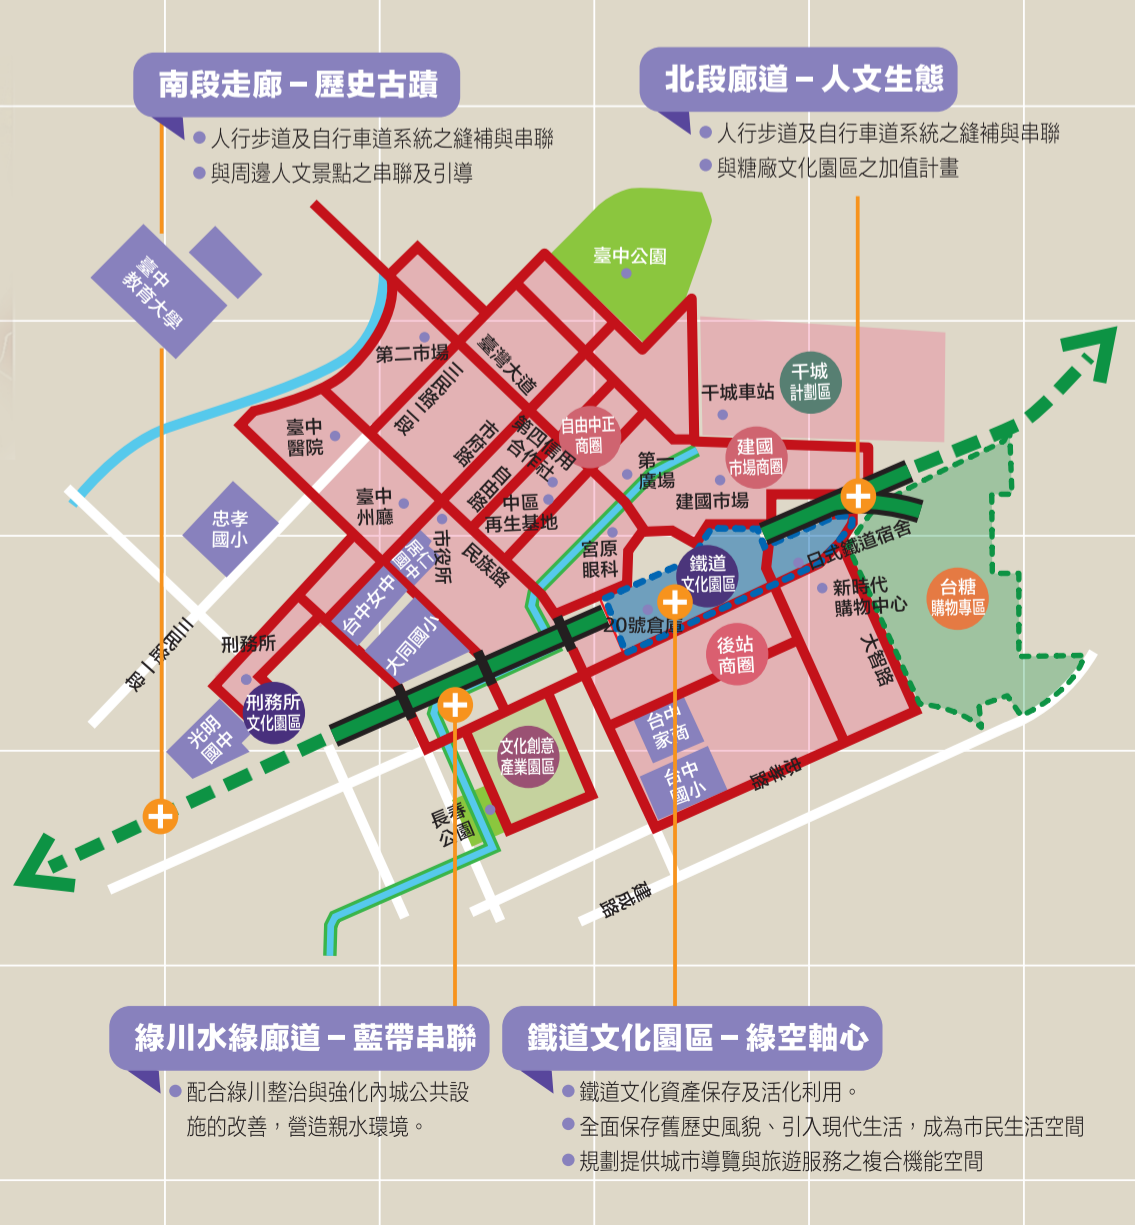 南段走廊－歷史古蹟
人行步道及自行車道系統之縫補與串聯
與周邊人文景點之串聯及引導
北段廊道－人文生態
人行步道及自行車道系統之縫補與串聯
與糖廠文化園區之加值計畫
臺中
教育大學
臺中公園
第二市場
臺灣大道
三民路二段
干城
計劃區
干城車站
自由中正
商圈
臺中
醫院
市府路
第四信用
合作社
自由路
建國
市場商圈
第一
廣場
建國市場
臺中
州廳
中區
再生基地
忠孝
國小
市役所
民族路
宮原
眼科
居仁
國中
日式鐵道宿舍
鐵道
文化園區
新時代
購物中心
台糖
購物專區
台中女中
大同國小
20號倉庫
三民路一段
刑務所
後站
商圈
大智路
刑務所
文化園區
光明
國中
台中
家商
文化創意
產業園區
台中
國小
長春
公園
建成路
綠川水綠廊道－藍帶串聯
配合綠川整治與強化內城公共設
施的改善，營造親水環境。
鐵道文化園區－綠空軸心
鐵道文化資產保存及活化利用。
全面保存舊歷史風貌、引入現代生活，成為市民生活空間
規劃提供城市導覽與旅遊服務之複合機能空間